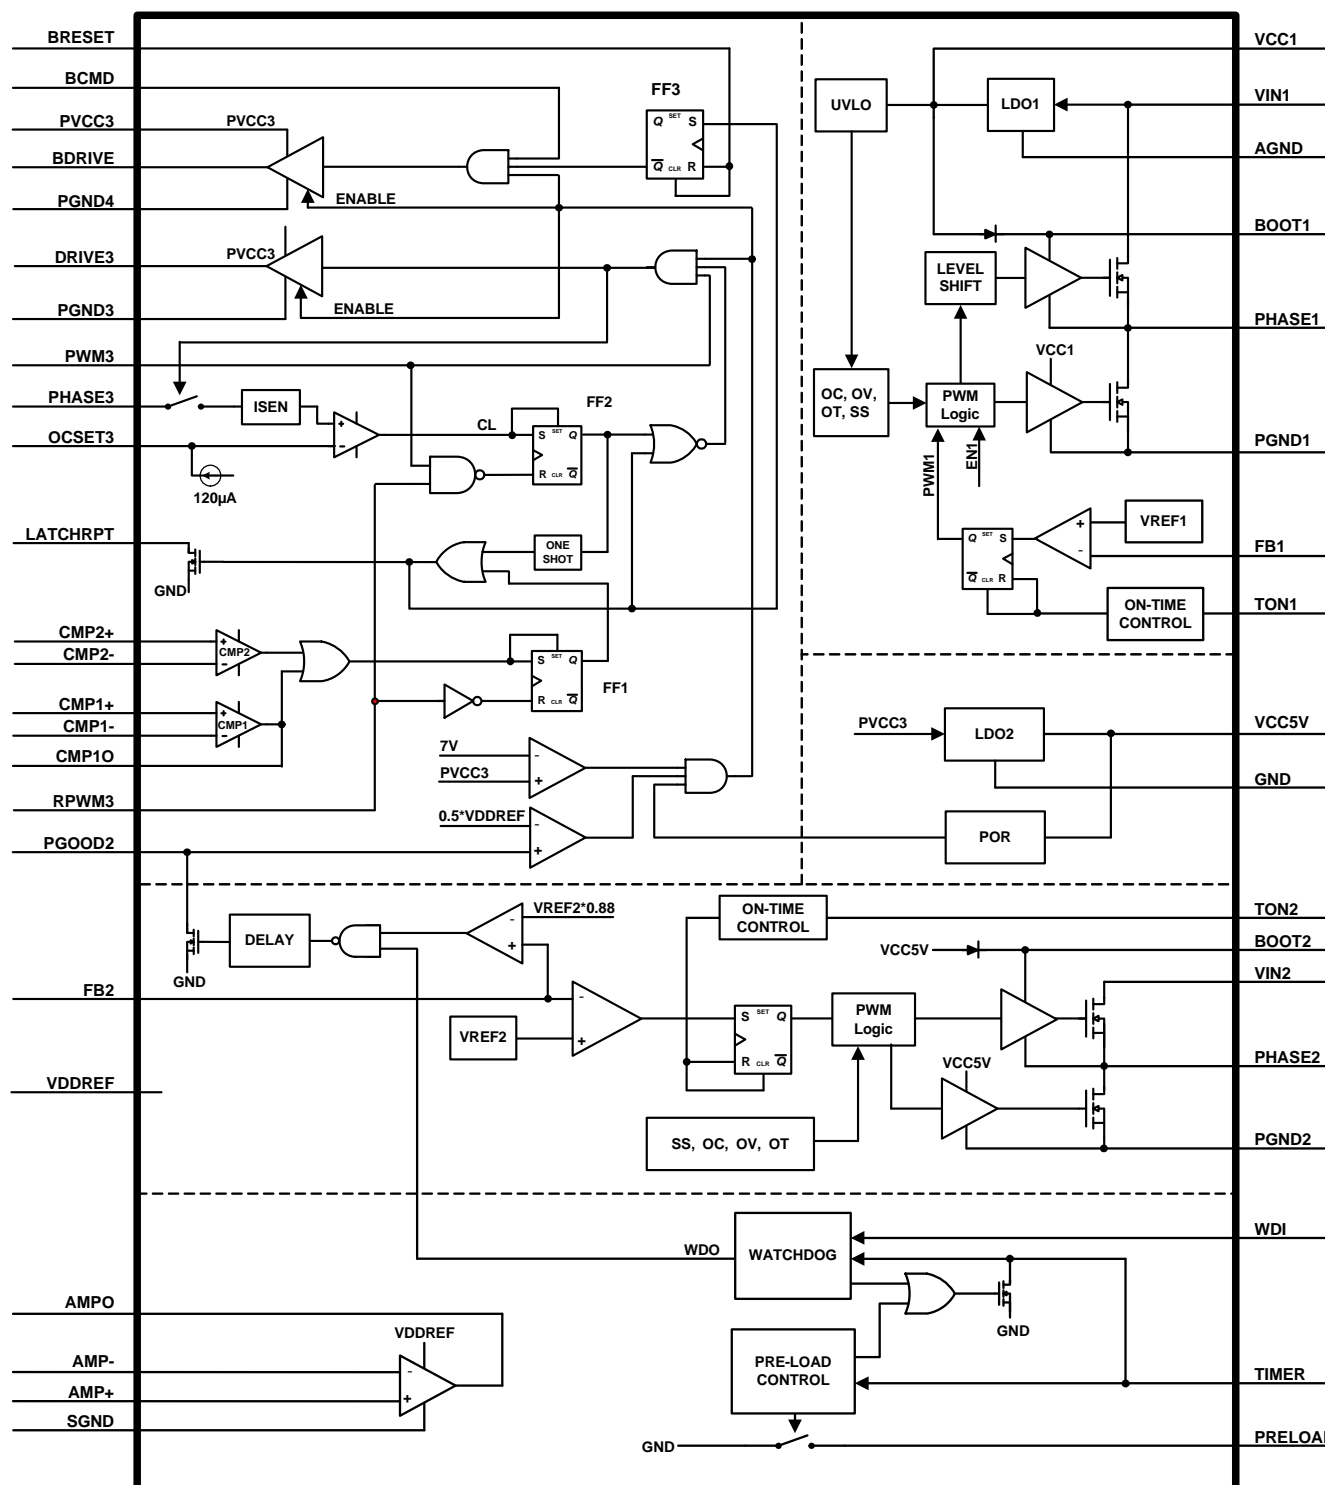 BRESET
BCMD
PVCC3
BDRIVE
PGND4
DRIVE3
PGND3
PWM3
PHASE3
OCSET3
LATCHRPT
CMP2+
CMP2-
CMP1+
CMP1-
CMP1O
RPWM3
PGOOD2
FB2
VDDREF
AMPO
AMP-
AMP+
SGND
PVCC3
ENABLE
PVCC3
ENABLE
FF3
Q SET S
Q CLR R
ISEN
+
-
120µA
CL
FF2
S SET Q
R CLR Q
ONE
SHOT
GND
+
-
CMP2
+
-
CMP1
S SET Q
R CLR Q
FF1
7V
PVCC3
-
+
0.5*VDDREF
-
+
UVLO
LDO1
LEVEL
SHIFT
OC, OV,
OT, SS
PWM
Logic
VCC1
PWM1
EN1
VREF1
+
-
Q SET S
Q CLR R
ON-TIME
CONTROL
PVCC3
LDO2
POR
DELAY
GND
VREF2*0.88
-
+
VREF2
-
+
ON-TIME
CONTROL
S SET Q
R CLR Q
PWM
Logic
VCC5V
VCC5V
SS, OC, OV, OT
WDO
WATCHDOG
GND
PRE-LOAD
CONTROL
GND
VDDREF
-
+
VCC1
VIN1
AGND
BOOT1
PHASE1
PGND1
FB1
TON1
VCC5V
GND
TON2
BOOT2
VIN2
PHASE2
PGND2
WDI
TIMER